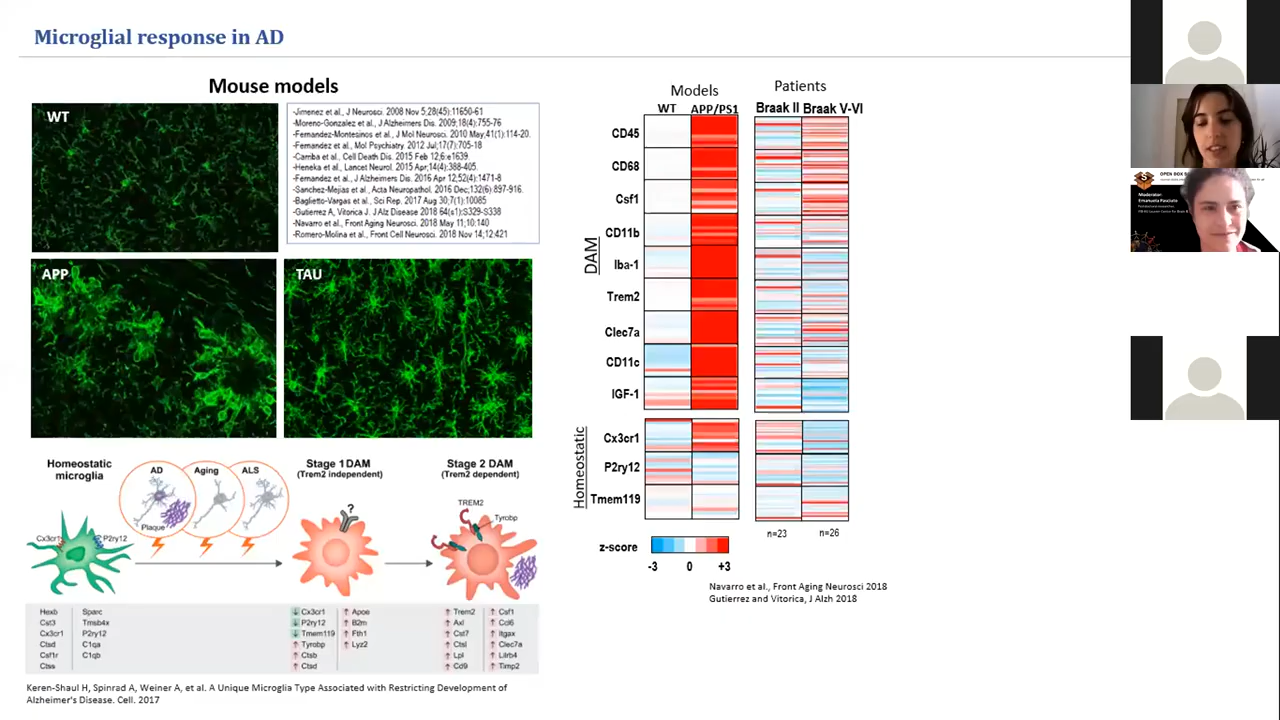 Microglial response in AD
Mouse models
WT
-Jimenez et al., J Neurosci. 2008 Nov 5;28(45):11650-61
-Moreno-Gonzalez et al., J Alzheimers Dis. 2009;18(4):755-76
-Fernandez-Montesinos et al., J Mol Neurosci. 2010 May;41(1):114-20.
-Fernandez et al., Mol Psychiatry. 2012 Jul;17(7):705-18
-Caraba et al., Cell Death Dis. 2015 Feb 12;6:e1639.
-Heneka et al., Lancet Neurol. 2015 Apr;14(4):388-405.
-Fernandez et al., J Alzheimers Dis. 2016 Apr 12;52(4):1471-8
-Sanchez-Mejias et al., Acta Neuropathol. 2016 Dec;132(6):897-916.
-Baglietto-Vargas et al., Sci Rep. 2017 Aug 30;7(1):10085
-Gutierrez A, Vitorica J. J Alz Disease 2018 64(s1):S329-S338
-Navarro et al., Front Aging Neurosci. 2018 May 11;10:140
-Romero-Molina et al., Front Cell Neurosci. 2018 Nov 14;12:421
APP
TAU
Homeostatic
microglia
AD
Aging
ALS
Plaque
Cx3cr1
P2ry12
Stage 1 DAM
(Trem2 independent)
?
Stage 2 DAM
(Trem2 dependent)
TREM2
Tyrobp
Hexb Sparc
Cst3 Tmsb4x
Cx3cr1 P2ry12
Ctsd C1qa
Csf1r C1qb
Ctss
↓ Cx3cr1 ↑ Apoe
↓ P2ry12 ↑ B2m
↓ Tmem119 ↑ Fth1
↑ Tyrobp ↑ Lyz2
↑ Ctsb
↑ Ctsd
↑ Trem2 ↑ Csf1
↑ Axl ↑ Ccl6
↑ Cst7 ↑ Itgax
↑ Ctsl ↑ Clec7a
↑ Lpl ↑ Lilrb4
↑ Cd9 ↑ Timp2
Keren-Shaul H, Spinrad A, Weiner A, et al. A Unique Microglia Type Associated with Restricting Development of
Alzheimer's Disease. Cell. 2017
Models
Patients
WT APP/PS1
Braak II Braak V-VI
DAM
CD45
CD68
Csf1
CD11b
Iba-1
Trem2
Clec7a
CD11c
IGF-1
Homeostatic
Cx3cr1
P2ry12
Tmem119
n=23
n=26
z-score
-3 0 +3
Navarro et al., Front Aging Neurosci 2018
Gutierrez and Vitorica, J Alzh 2018
OPEN BOX
Moderator:
Emanuela Pasciuto